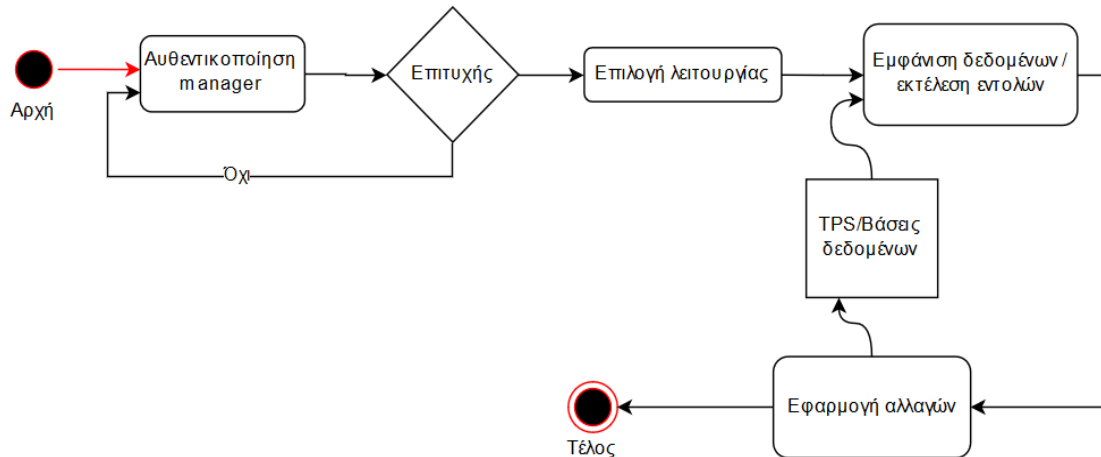 Αρχή
Αυθεντικοποίηση
manager
Επιτυχής
Όχι
Επιλογή λειτουργίας
Εμφάνιση δεδομένων /
εκτέλεση εντολών
TPS/Βάσεις
δεδομένων
Εφαρμογή αλλαγών
Τέλος